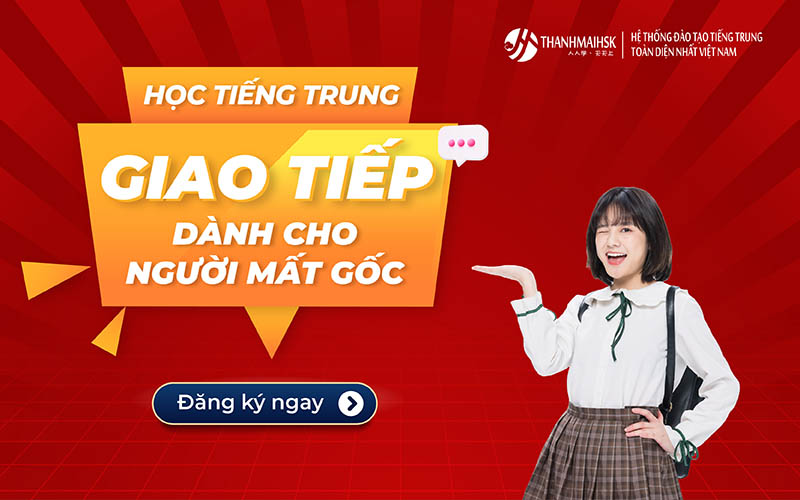 THANHMAIHSK
HỆ THỐNG ĐÀO TẠO TIẾNG TRUNG
TOÀN DIỆN NHẤT VIỆT NAM
HỌC TIẾNG TRUNG
GIAO TIẾP
DÀNH CHO
NGƯỜI MẤT GỐC
Đăng ký ngay